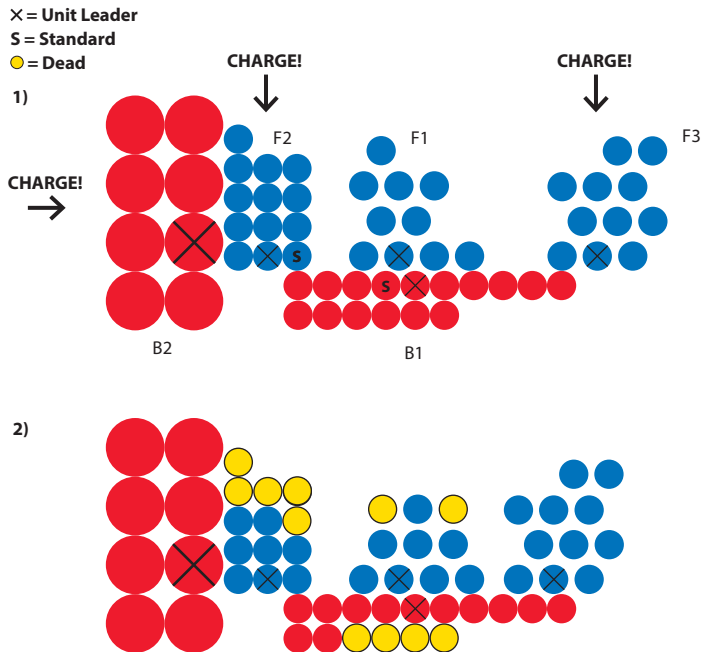 X = Unit Leader
S = Standard
= Dead
CHARGE!
CHARGE!
1)
F2
F1
F3
CHARGE!
S
S
B2
B1
2)